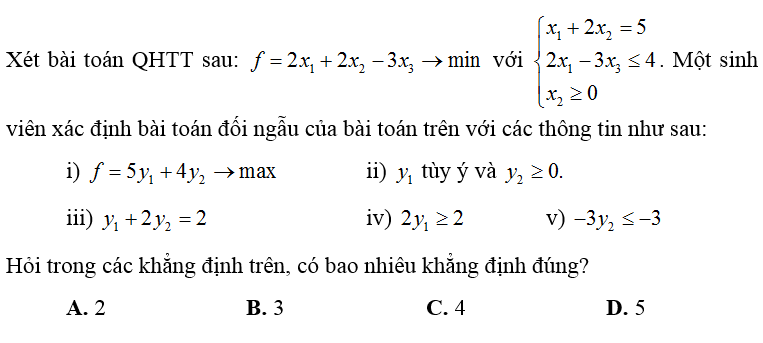 Xét bài toán QHTT sau: $f = 2x_1 + 2x_2 - 3x_3 \to \min$ với $\begin{cases} x_1 + 2x_2 = 5 \\ 2x_1 - 3x_3 \le 4 \\ x_2 \ge 0 \end{cases}$. Một sinh
viên xác định bài toán đối ngẫu của bài toán trên với các thông tin như sau:
i) $f = 5y_1 + 4y_2 \to \max$ ii) $y_1$ tùy ý và $y_2 \ge 0$.
iii) $y_1 + 2y_2 = 2$ iv) $2y_1 \ge 2$ v) $-3y_2 \le -3$
Hỏi trong các khẳng định trên, có bao nhiêu khẳng định đúng?
A. 2 B. 3 C. 4 D. 5